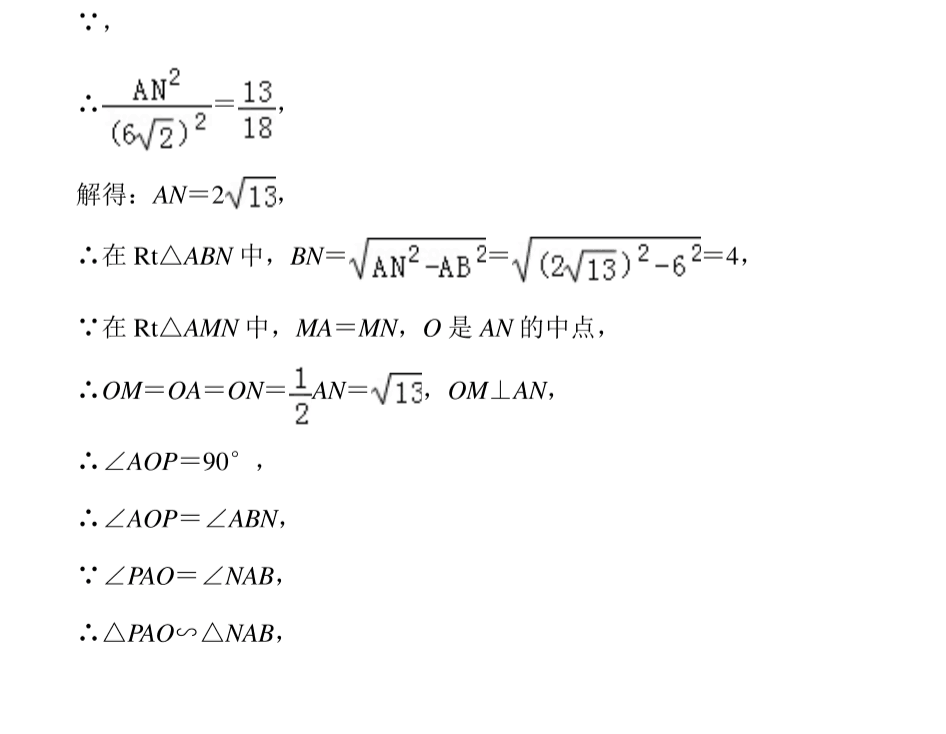 ∵，
∴AN²/(6√2)²=13/18，
解得：AN＝2√13，
∴在 Rt△ABN 中，BN＝√(AN²-AB²)=√((2√13)²-6²)=4，
∵在 Rt△AMN 中，MA＝MN，O 是 AN 的中点，
∴OM＝OA＝ON＝1/2AN＝√13，OM⊥AN，
∴∠AOP＝90°，
∴∠AOP＝∠ABN，
∵∠PAO＝∠NAB，
∴△PAO∽△NAB，